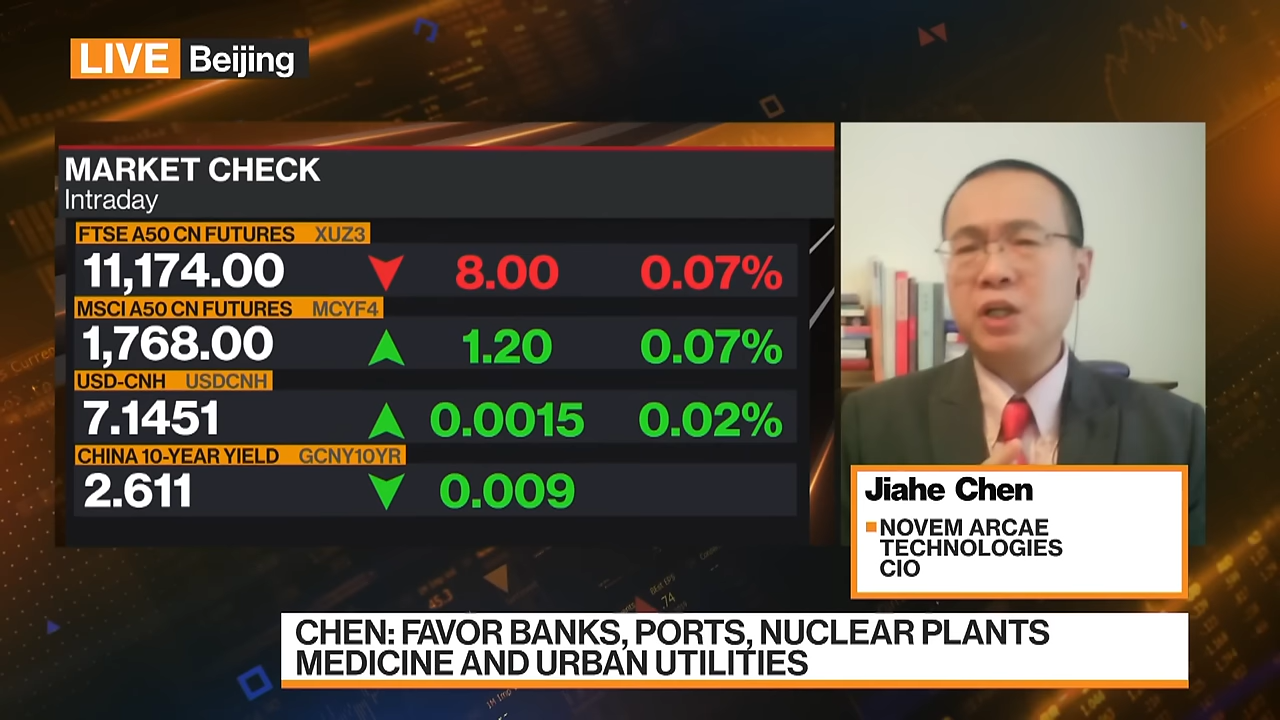 LIVE Beijing
MARKET CHECK
Intraday
FTSE A50 CN FUTURES XUZ3
11,174.00 8.00 0.07%
MSCI A50 CN FUTURES MCYF4
1,768.00 1.20 0.07%
USD-CNH USDCNH
7.1451 0.0015 0.02%
CHINA 10-YEAR YIELD GCNY10YR
2.611 0.009
Jiahe Chen
NOVEM ARCAE
TECHNOLOGIES
CIO
CHEN: FAVOR BANKS, PORTS, NUCLEAR PLANTS
MEDICINE AND URBAN UTILITIES
45.3
.74